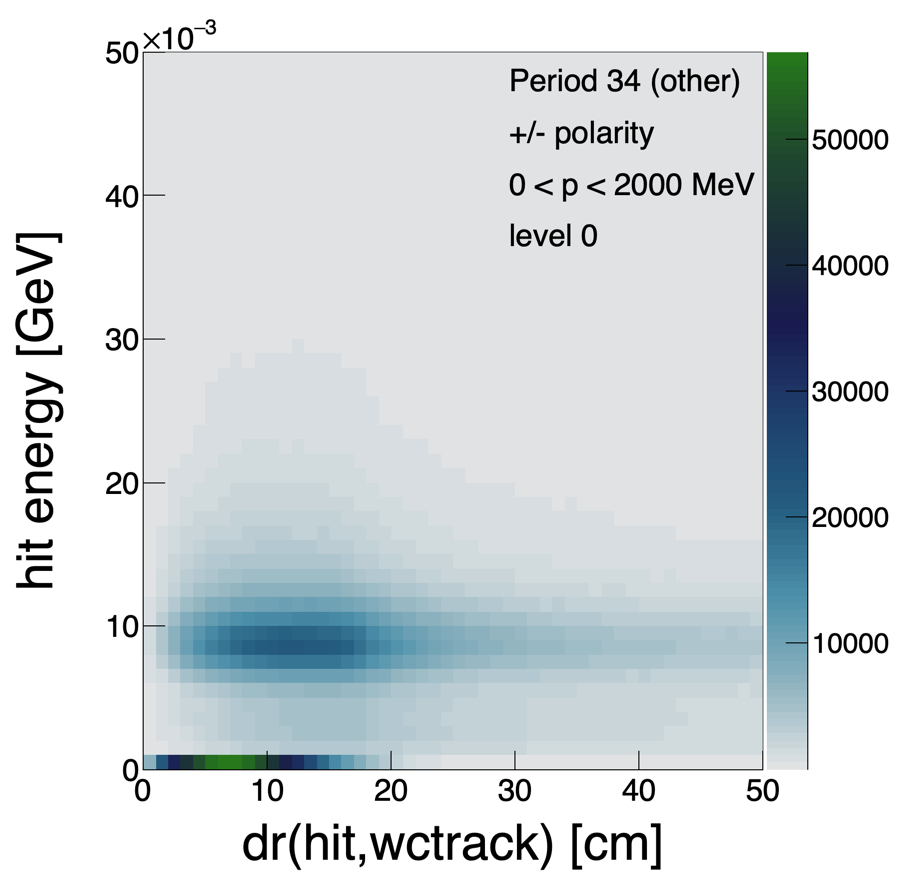 ×10⁻³
50
40
30
20
10
0
hit energy [GeV]
Period 34 (other)
+/- polarity
0 < p < 2000 MeV
level 0
50000
40000
30000
20000
10000
0 10 20 30 40 50
dr(hit,wctrack) [cm]